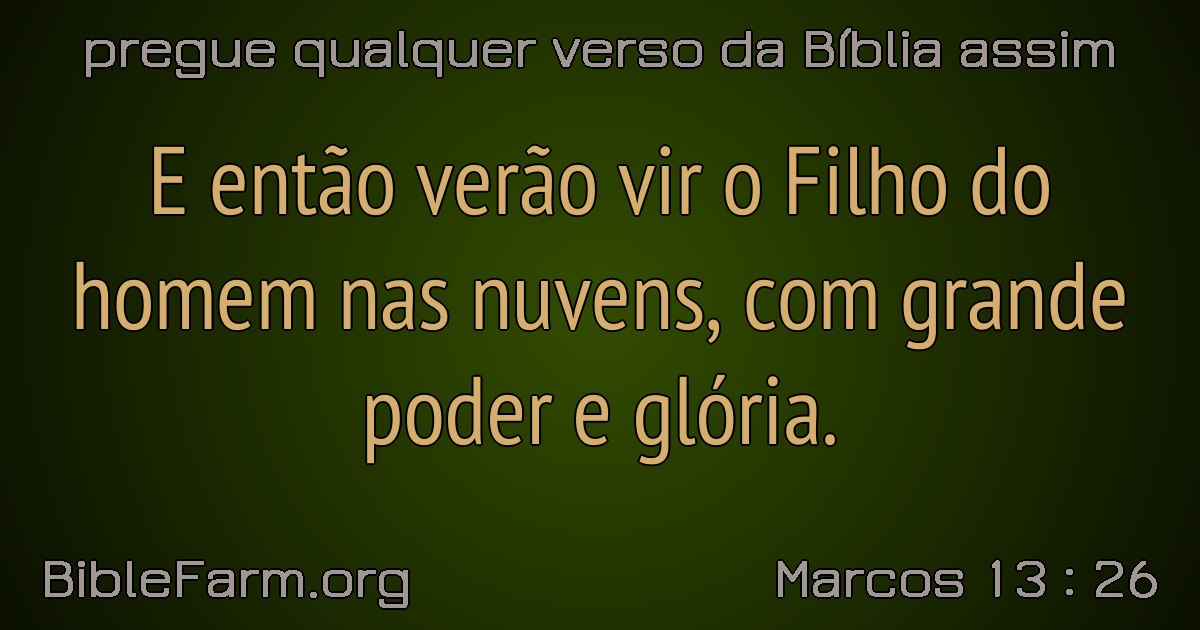 pregue qualquer verso da Bíblia assim
E então verão vir o Filho do
homem nas nuvens, com grande
poder e glória.
BibleFarm.org
Marcos 13 : 26